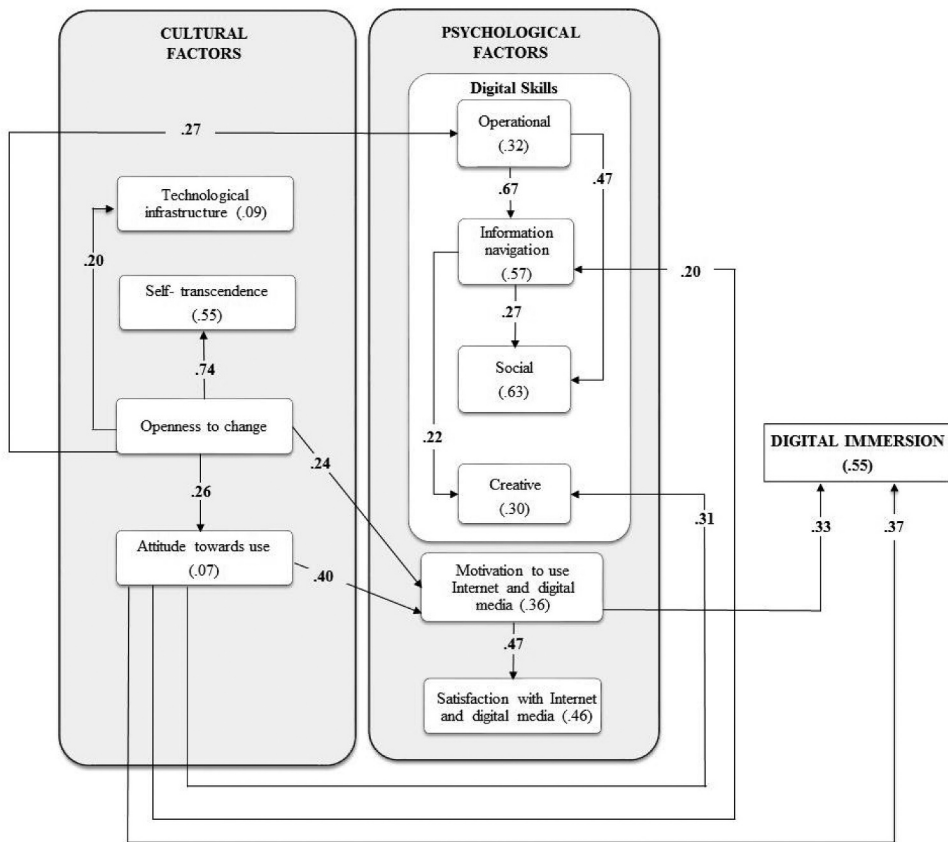 CULTURAL
FACTORS
.27
Technological
infrastructure (.09)
.20
Self- transcendence
(.55)
.74
Openness to change
.26
Attitude towards use
(.07)
.24
.40
PSYCHOLOGICAL
FACTORS
Digital Skills
Operational
(.32)
.67
.47
Information
navigation
(.57)
.20
.27
Social
(.63)
.22
Creative
(.30)
.31
Motivation to use
Internet and digital
media (.36)
.47
Satisfaction with Internet
and digital media (.46)
DIGITAL IMMERSION
(.55)
.33
.37